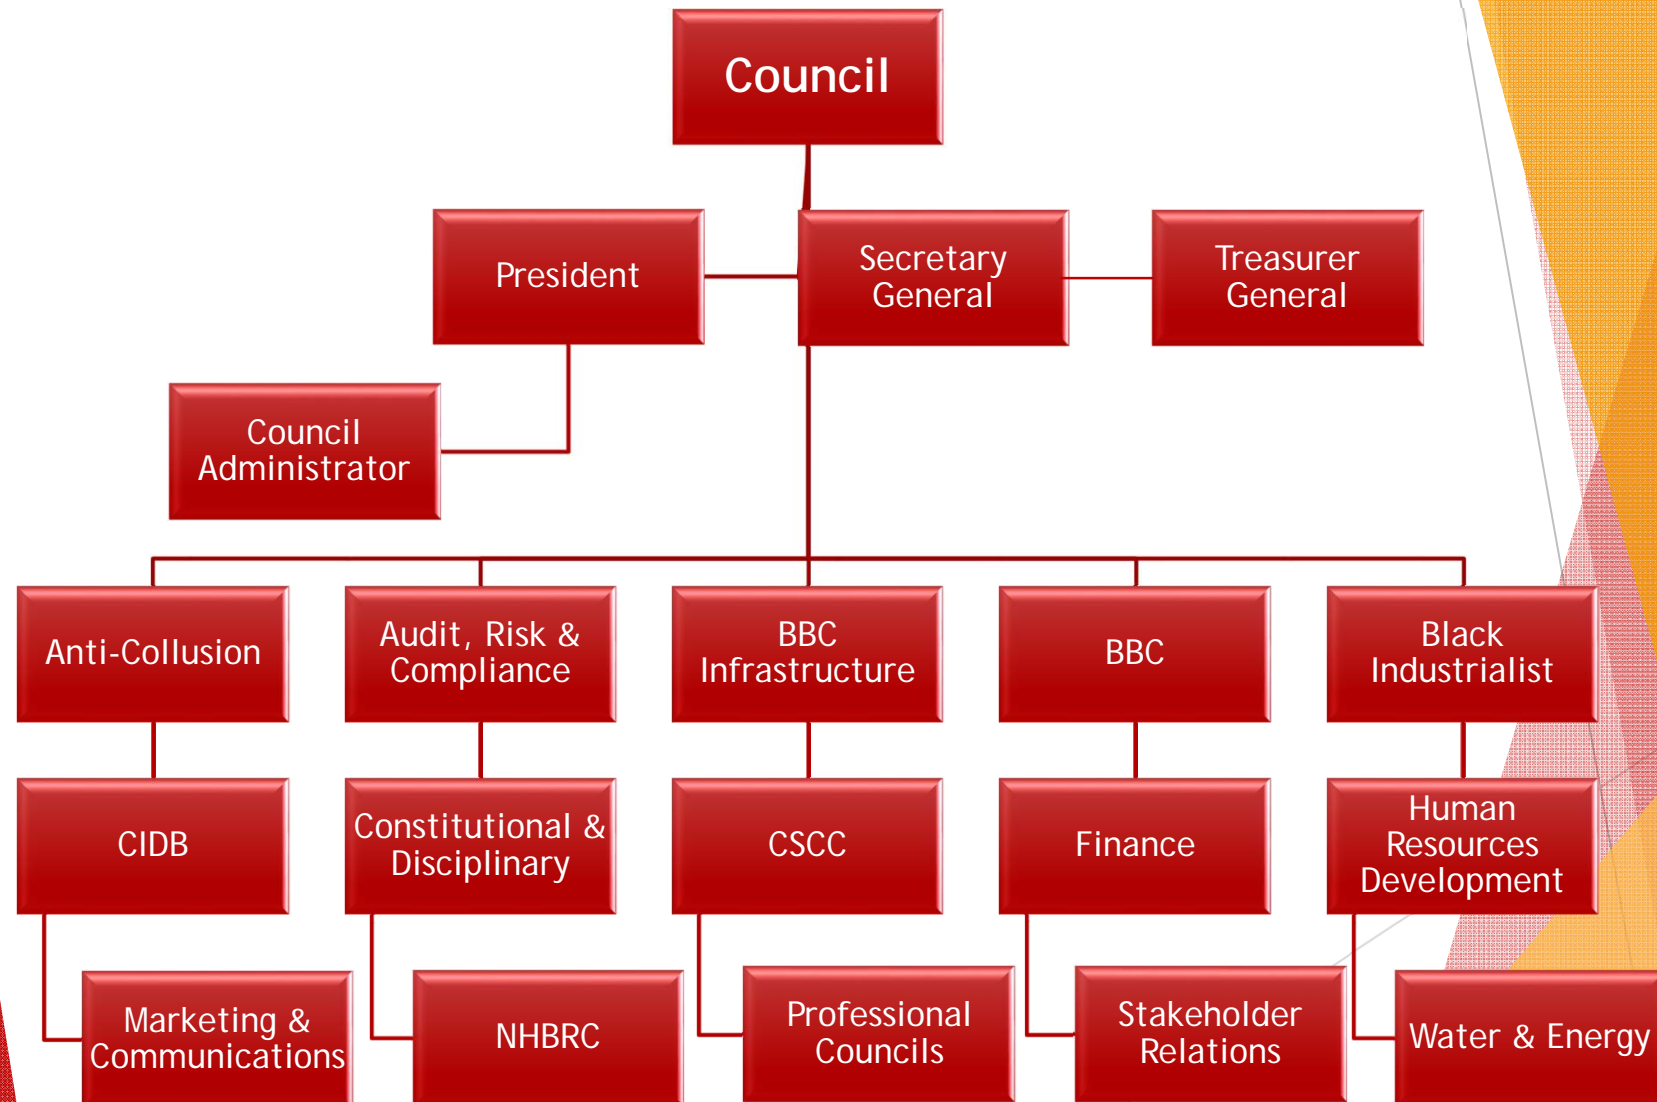 Council
President
Secretary
General
Treasurer
General
Council
Administrator
Anti-Collusion
Audit, Risk &
Compliance
BBC
Infrastructure
BBC
Black
Industrialist
CIDB
Constitutional &
Disciplinary
CSCC
Finance
Human
Resources
Development
Marketing &
Communications
NHBRC
Professional
Councils
Stakeholder
Relations
Water & Energy